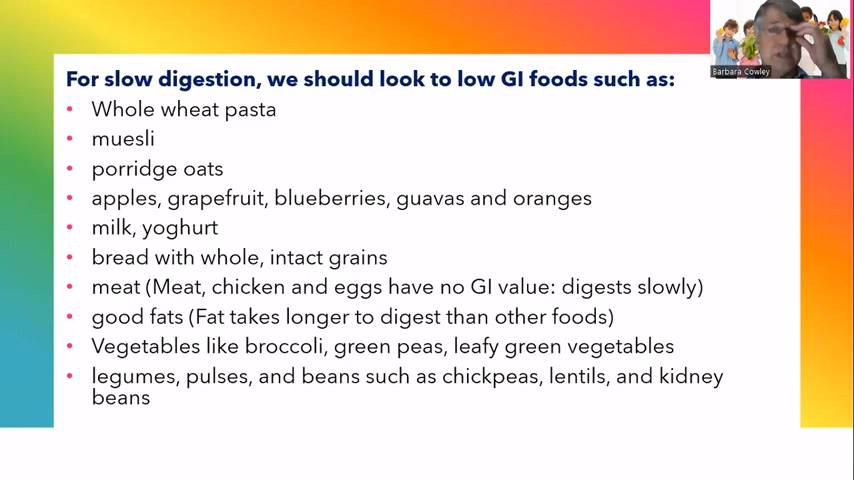 For slow digestion, we should look to low GI foods such as:
• Whole wheat pasta
• muesli
• porridge oats
• apples, grapefruit, blueberries, guavas and oranges
• milk, yoghurt
• bread with whole, intact grains
• meat (Meat, chicken and eggs have no GI value: digests slowly)
• good fats (Fat takes longer to digest than other foods)
• Vegetables like broccoli, green peas, leafy green vegetables
• legumes, pulses, and beans such as chickpeas, lentils, and kidney
beans
Barbara Cowley